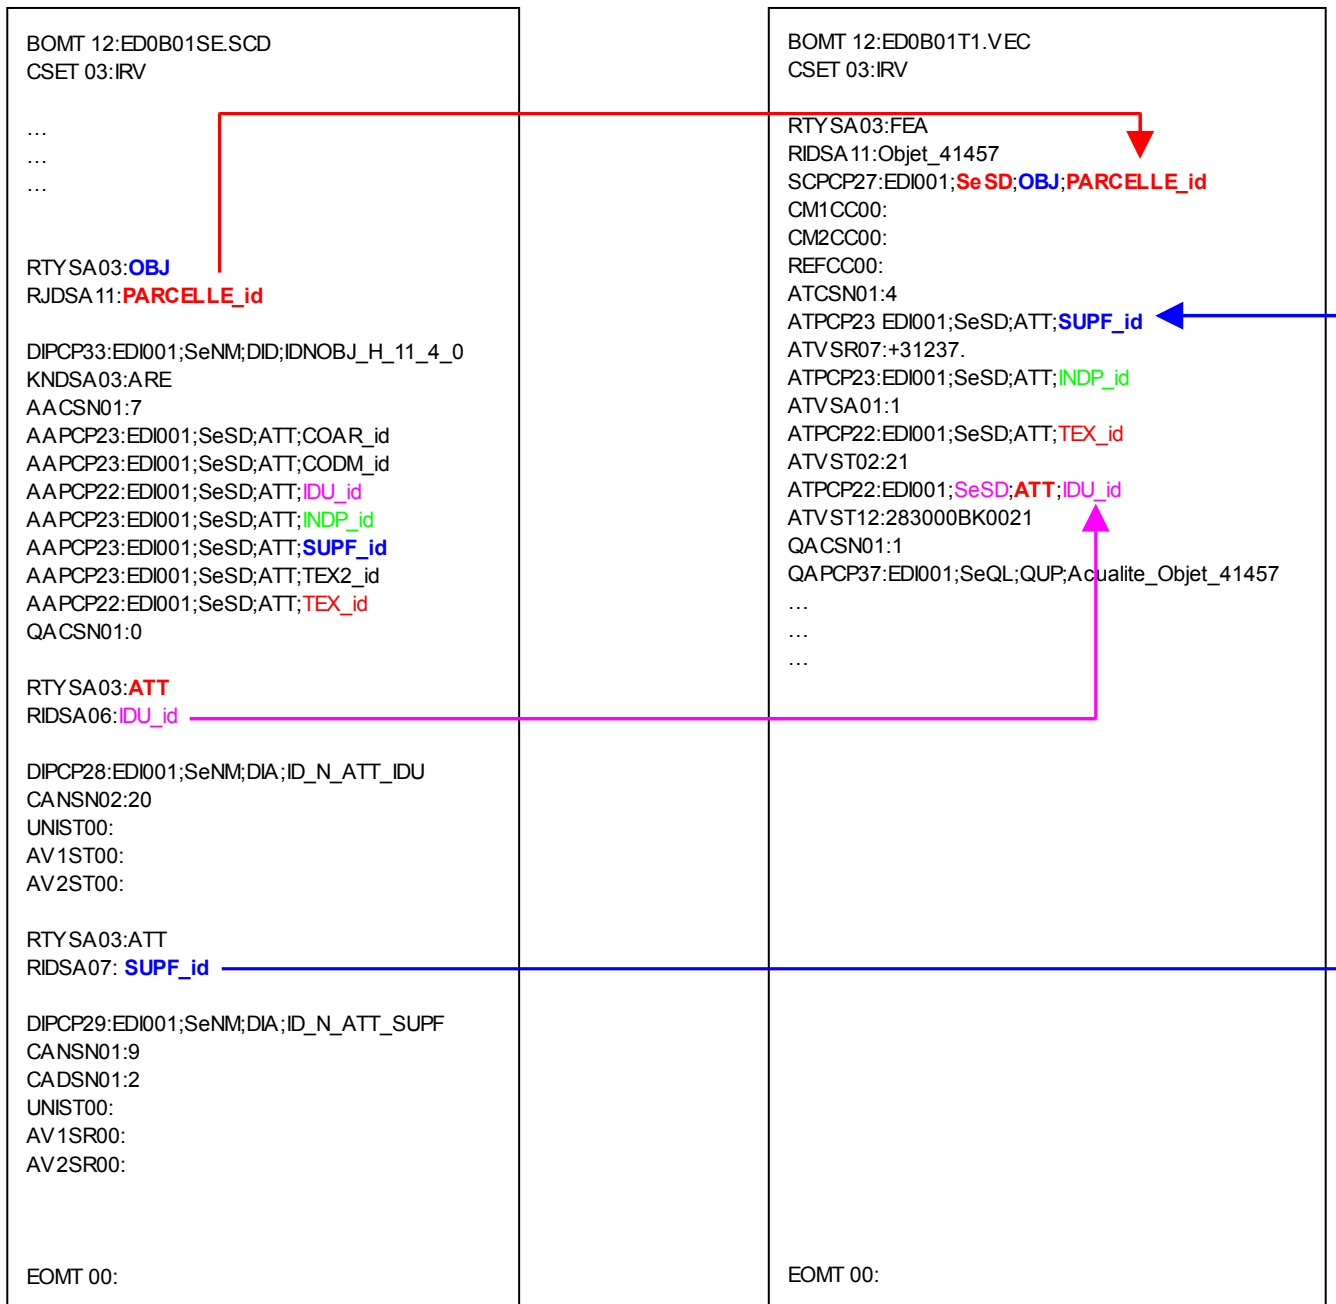 BOMT 12:ED0B01SE.SCD
CSET 03:IRV
…
…
…
RTYSA03:OBJ
RJDSA11:PARCELLE_id
DIPCP33:EDI001;SeNM;DID;IDNOBJ_H_11_4_0
KNDSA03:ARE
AACSN01:7
AAPCP23:EDI001;SeSD;ATT;COAR_id
AAPCP23:EDI001;SeSD;ATT;CODM_id
AAPCP22:EDI001;SeSD;ATT;IDU_id
AAPCP23:EDI001;SeSD;ATT;INDP_id
AAPCP23:EDI001;SeSD;ATT;SUPF_id
AAPCP23:EDI001;SeSD;ATT;TEX2_id
AAPCP22:EDI001;SeSD;ATT;TEX_id
QACSN01:0
RTYSA03:ATT
RIDSA06:IDU_id
DIPCP28:EDI001;SeNM;DIA;ID_N_ATT_IDU
CANSN02:20
UNIST00:
AV1ST00:
AV2ST00:
RTYSA03:ATT
RIDSA07: SUPF_id
DIPCP29:EDI001;SeNM;DIA;ID_N_ATT_SUPF
CANSN01:9
CADSN01:2
UNIST00:
AV1SR00:
AV2SR00:
EOMT 00:
BOMT 12:ED0B01T1.VEC
CSET 03:IRV
RTYSA03:FEA
RIDSA11:Objet_41457
SCPCP27:EDI001;SeSD;OBJ;PARCELLE_id
CM1CC00:
CM2CC00:
REFCC00:
ATCSN01:4
ATPCP23 EDI001;SeSD;ATT;SUPF_id
ATVSR07:+31237.
ATPCP23:EDI001;SeSD;ATT;INDP_id
ATVSA01:1
ATPCP22:EDI001;SeSD;ATT;TEX_id
ATVST02:21
ATPCP22:EDI001;SeSD;ATT;IDU_id
ATVST12:283000BK0021
QACSN01:1
QAPCP37:EDI001;SeQL;QUP;Acualite_Objet_41457
…
…
…
EOMT 00: